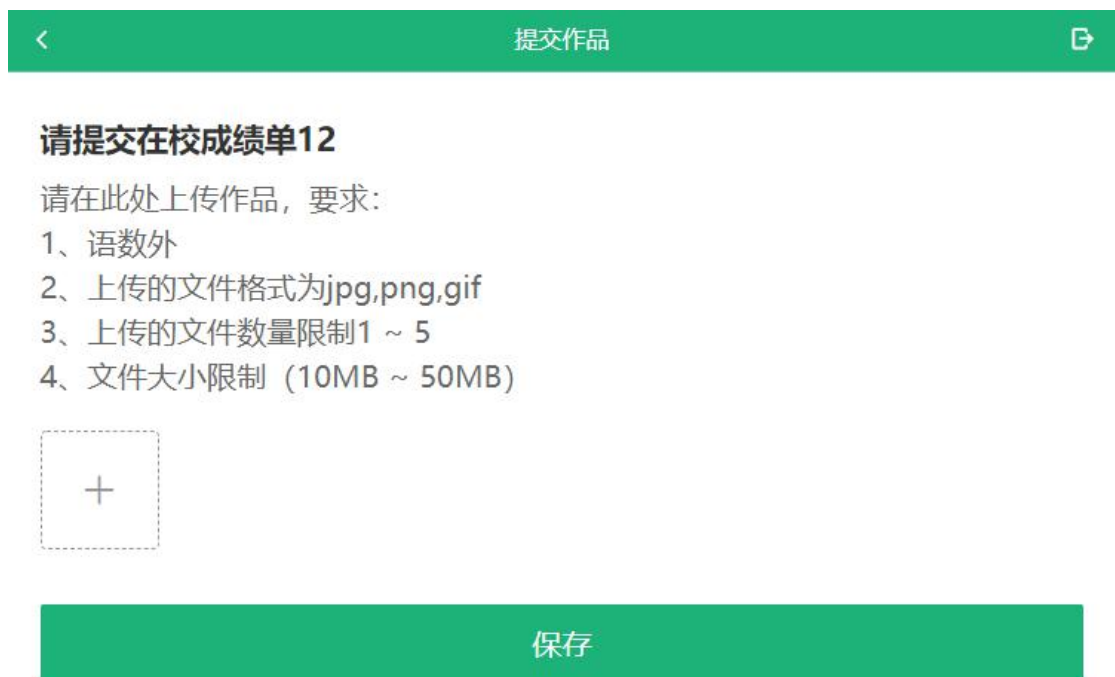 提交作品
请提交在校成绩单12
请在此处上传作品，要求：
1、语数外
2、上传的文件格式为jpg,png,gif
3、上传的文件数量限制1 ~ 5
4、文件大小限制（10MB ~ 50MB）
保存